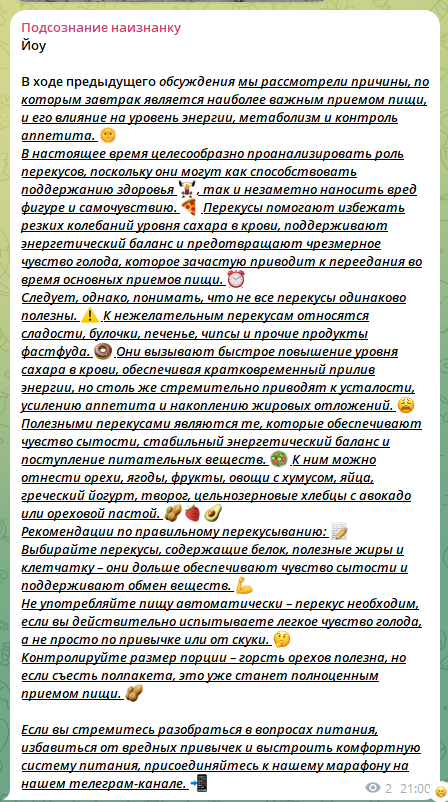 Подсознание наизнанку
Йоу
В ходе предыдущего обсуждения мы рассмотрели причины, по
которым завтрак является наиболее важным приемом пищи,
и его влияние на уровень энергии, метаболизм и контроль
аппетита. 🌞
В настоящее время целесообразно проанализировать роль
перекусов, поскольку они могут как способствовать
поддержанию здоровья 🏋️, так и незаметно наносить вред
фигуре и самочувствию. 🍕 Перекусы помогают избежать
резких колебаний уровня сахара в крови, поддерживают
энергетический баланс и предотвращают чрезмерное
чувство голода, которое зачастую приводит к перееданию во
время основных приемов пищи. ⏰
Следует, однако, понимать, что не все перекусы одинаково
полезны. ⚠️ К нежелательным перекусам относятся
сладости, булочки, печенье, чипсы и прочие продукты
фастфуда. 🍩 Они вызывают быстрое повышение уровня
сахара в крови, обеспечивая кратковременный прилив
энергии, но столь же стремительно приводят к усталости,
усилению аппетита и накоплению жировых отложений. 😩
Полезными перекусами являются те, которые обеспечивают
чувство сытости, стабильный энергетический баланс и
поступление питательных веществ. 🥗 К ним можно
отнести орехи, ягоды, фрукты, овощи с хумусом, яйца,
греческий йогурт, творог, цельнозерновые хлебцы с авокадо
или ореховой пастой. 🥜🍓🥑
Рекомендации по правильному перекусыванию: 📝
Выбирайте перекусы, содержащие белок, полезные жиры и
клетчатку – они дольше обеспечивают чувство сытости и
поддерживают обмен веществ. 💪
Не употребляйте пищу автоматически – перекус необходим,
если вы действительно испытываете легкое чувство голода,
а не просто по привычке или от скуки. 🤔
Контролируйте размер порции – горсть орехов полезна, но
если съесть полпакета, это уже станет полноценным
приемом пищи. 🥜
Если вы стремитесь разобраться в вопросах питания,
избавиться от вредных привычек и выстроить комфортную
систему питания, присоединяйтесь к нашему марафону на
нашем телеграм-канале. 📲
2 21:00